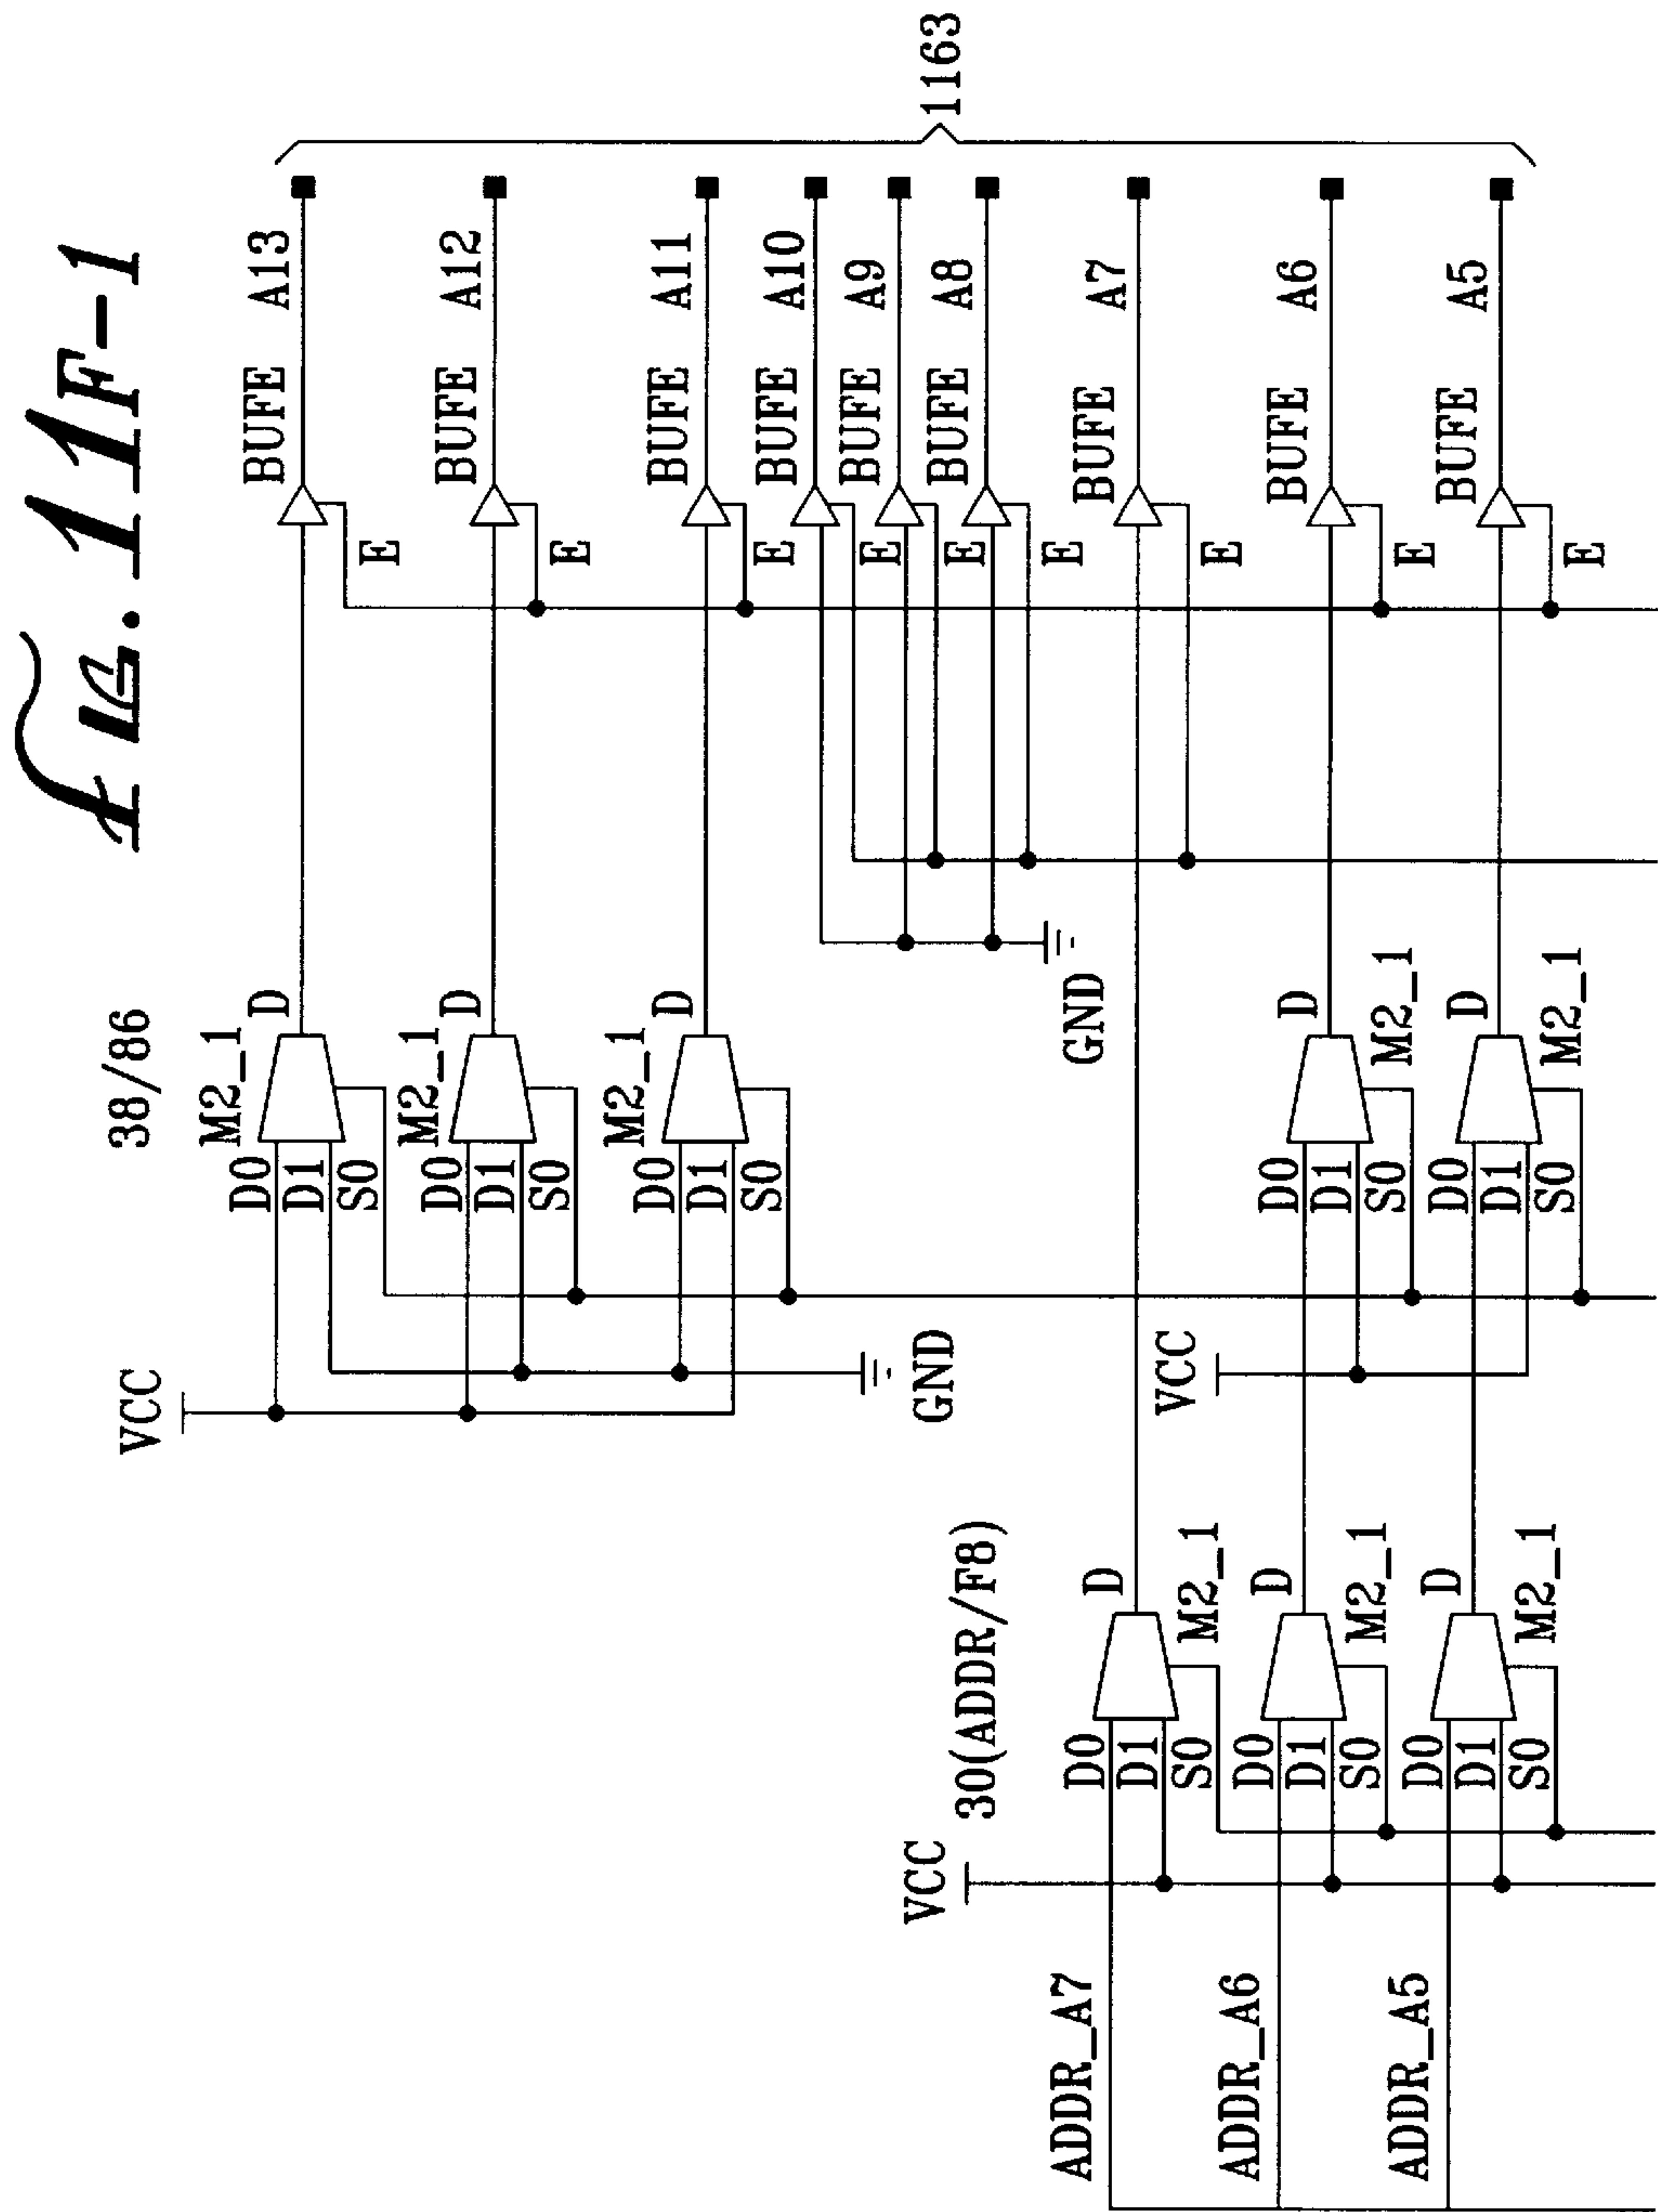 Fig. 11F-1
38/86
VCC
M2_1
D0
D1
S0
D
BUFE
A13
E
M2_1
D0
D1
S0
D
BUFE
A12
E
M2_1
D0
D1
S0
D
BUFE
A11
E
BUFE
A10
E
BUFE
A9
E
BUFE
A8
E
GND
GND
1163
VCC
30(ADDR/F8)
ADDR_A7
D0
D1
S0
D
M2_1
BUFE
A7
E
VCC
ADDR_A6
D0
D1
S0
D
M2_1
D0
D1
S0
D
M2_1
BUFE
A6
E
ADDR_A5
D0
D1
S0
D
M2_1
D0
D1
S0
D
M2_1
BUFE
A5
E